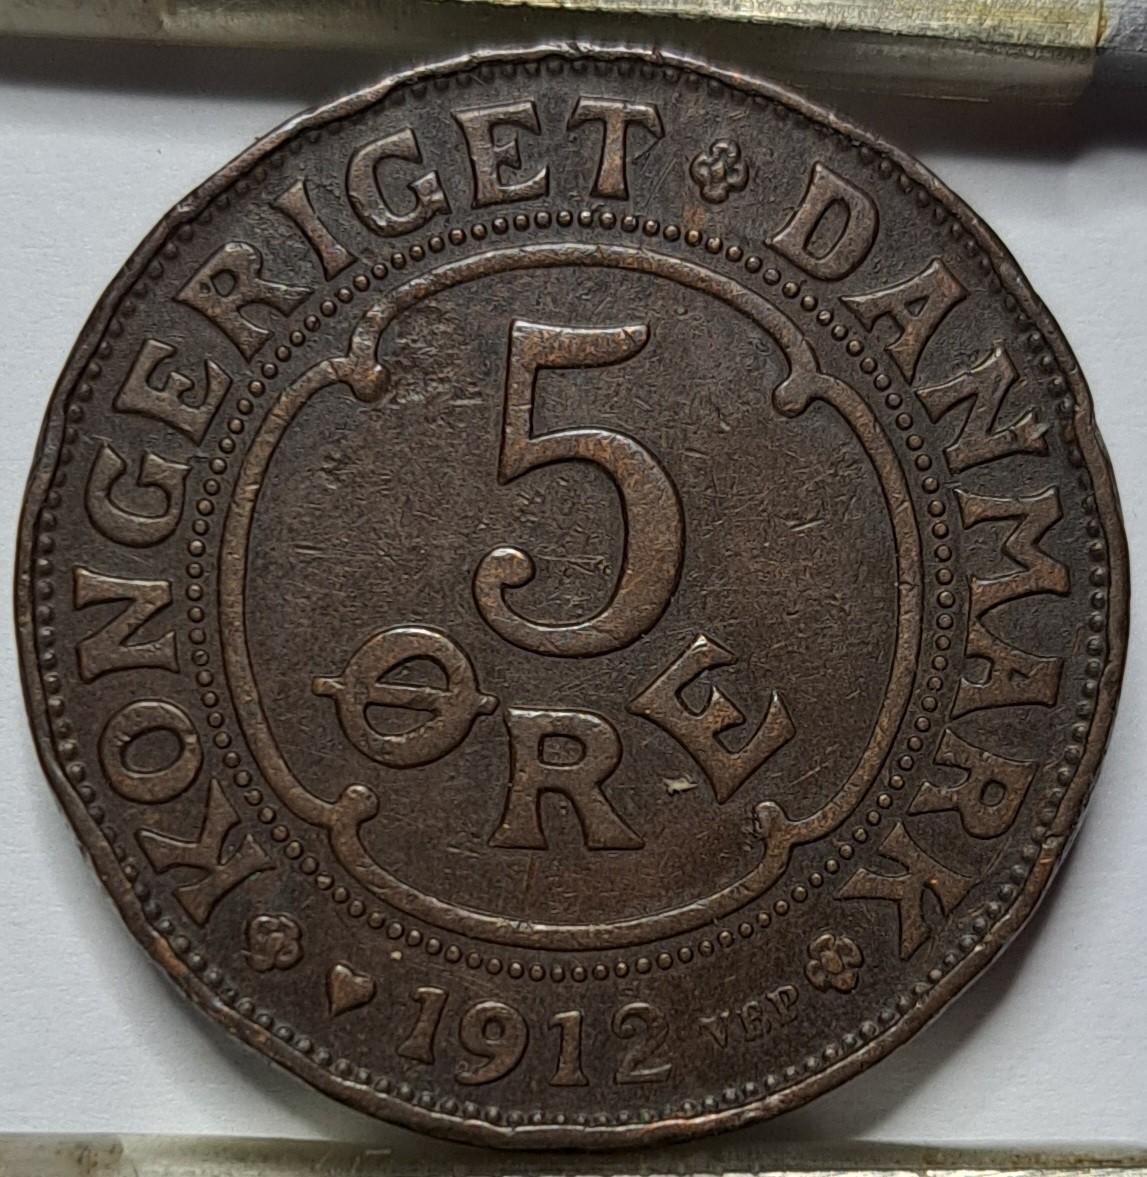 KONGERIGET DANMARK
5
ØRE
♥ 1912 VBP